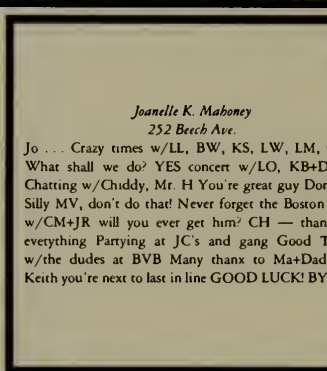 Joanelle K. Mahoney
252 Beech Ave.
Jo . . . Crazy times w/LL, BW, KS, LW, LM,
What shall we do? YES concert w/LO, KB+D
Chatting w/Chiddy, Mr. H You're great guy Don
Silly MV, don't do that! Never forget the Boston
w/CM+JR will you ever get him? CH — than
everything Partying at JC's and gang Good T
w/the dudes at BVB Many thanx to Ma+Dad
Keith you're next to last in line GOOD LUCK! BY